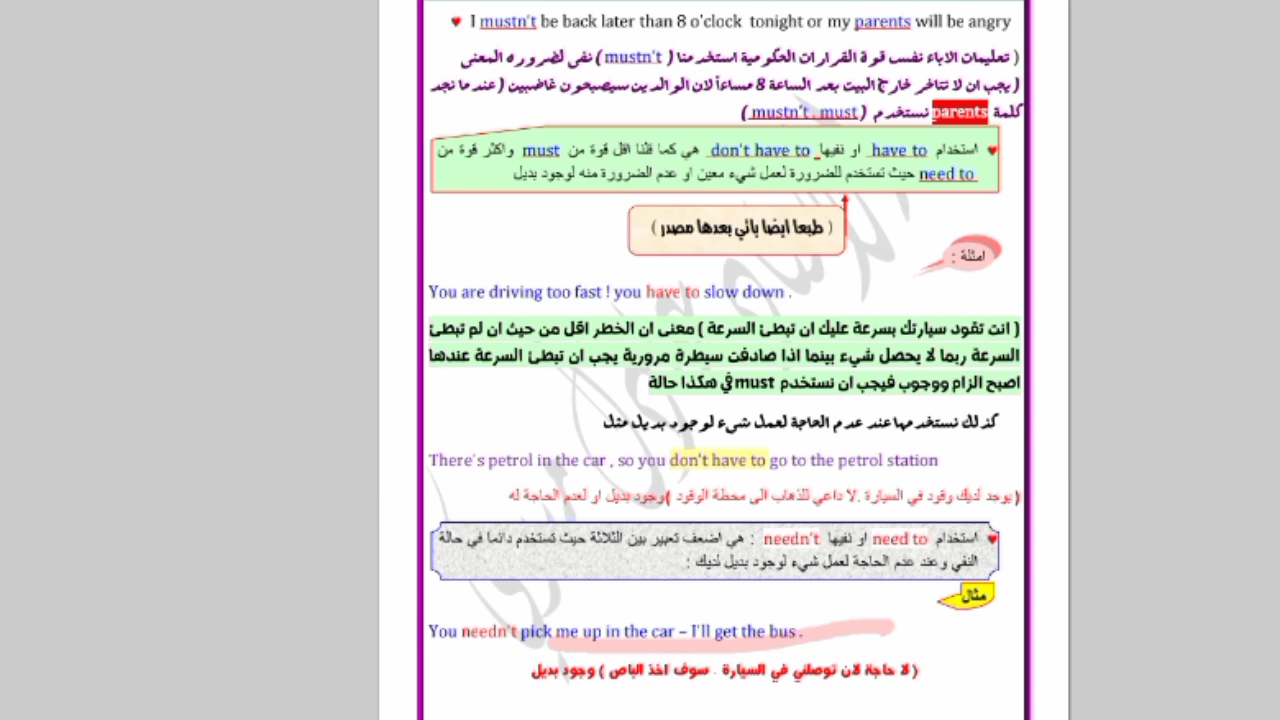 ♥ I mustn't be back later than 8 o'clock tonight or my parents will be angry
( تعليمات الاباء نفسب قوة القرارات الحكومية استخدمنا ( mustn't ) نفي لضروره المعنى
( يجب ان لا تتاخر خارج البيت بعد الساعة 8 مساءاً لان الوالدين سيصبحون غاضبين ( عندما نجد
كلمة parents نستخدم ( mustn't , must )
♥ استخدام have to او نفيها don't have to هي كما قلنا اقل قوة من must واكثر قوة من
need to حيث تستخدم للضرورة لعمل شيء معين او عدم الضرورة منه لوجود بديل
( طبعا ايضا ياتي بعدها مصدر )
امثلة :
You are driving too fast ! you have to slow down .
( انت تقود سيارتك بسرعة عليك ان تبطئ السرعة ) معنى ان الخطر اقل من حيث ان لم تبطئ
السرعة ربما لا يحصل شيء بينما اذا صادفت سيطرة مرورية يجب ان تبطئ السرعة عندها
اصبح الزام ووجوب فيجب ان نستخدم must في هكذا حالة
كذلك نستخدمها عند عدم الحاجة لعمل شيء لوجود بديل مثل
There's petrol in the car , so you don't have to go to the petrol station
( يوجد لديك وقود في السيارة .لا داعي للذهاب الى محطة الوقود )وجود بديل او لعدم الحاجة له
♥ استخدام need to او نفيها needn't : هي اضعف تعبير بين الثلاثة حيث تستخدم دائما في حالة
النفي وعند عدم الحاجة لعمل شيء لوجود بديل لديك :
مثال
You needn't pick me up in the car – I'll get the bus .
( لا حاجة لان توصلني في السيارة . سوف اخذ الباص ) وجود بديل